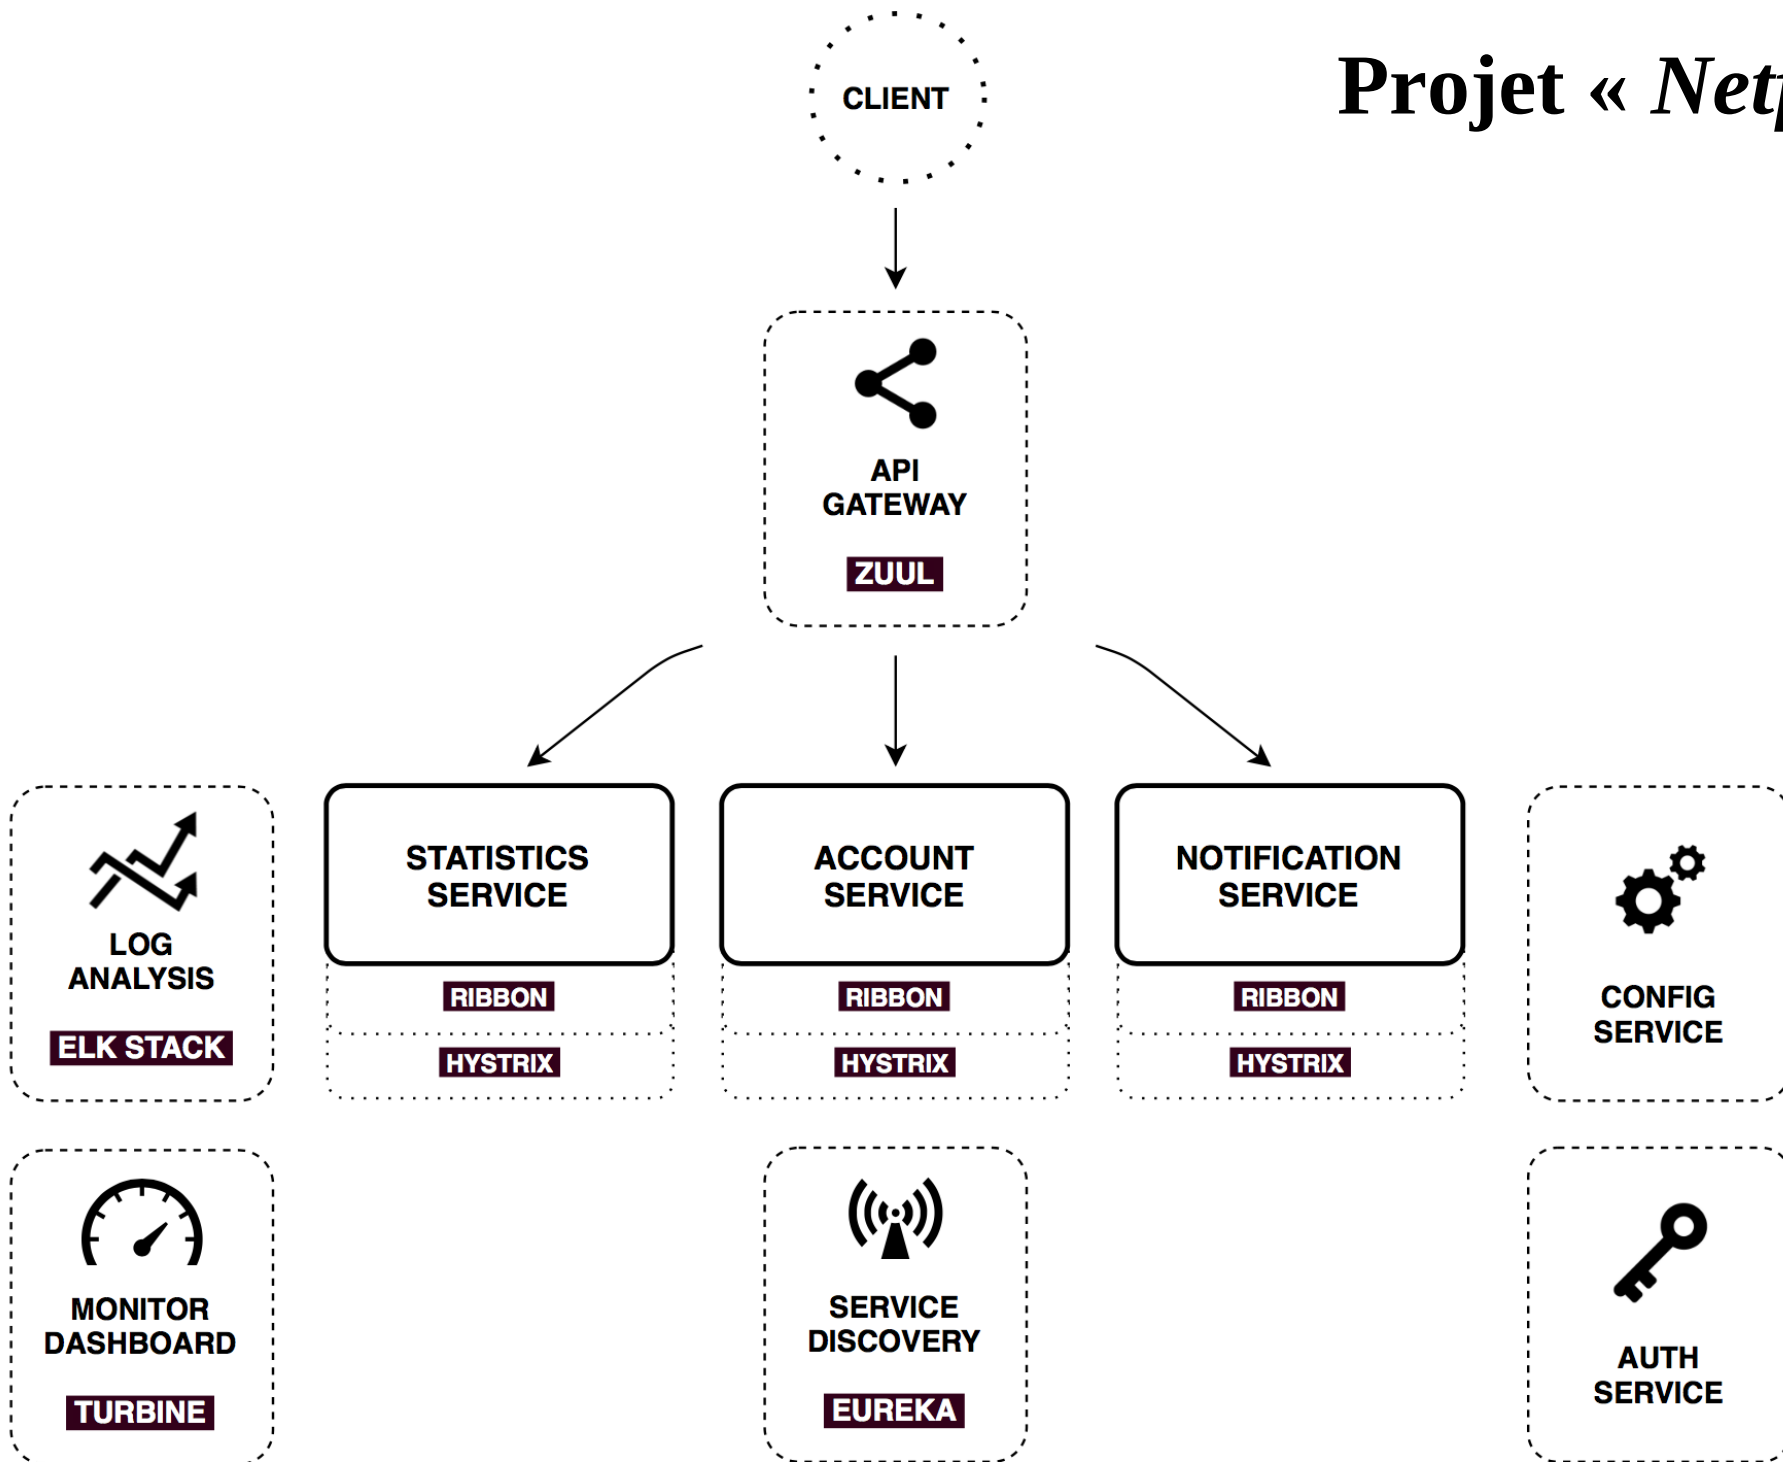 CLIENT
Projet «
API
GATEWAY
ZUUL
STATISTICS
SERVICE
ACCOUNT
SERVICE
NOTIFICATION
SERVICE
LOG
ANALYSIS
ELK STACK
RIBBON
RIBBON
RIBBON
HYSTRIX
HYSTRIX
HYSTRIX
CONFIG
SERVICE
MONITOR
DASHBOARD
TURBINE
SERVICE
DISCOVERY
EUREKA
AUTH
SERVICE